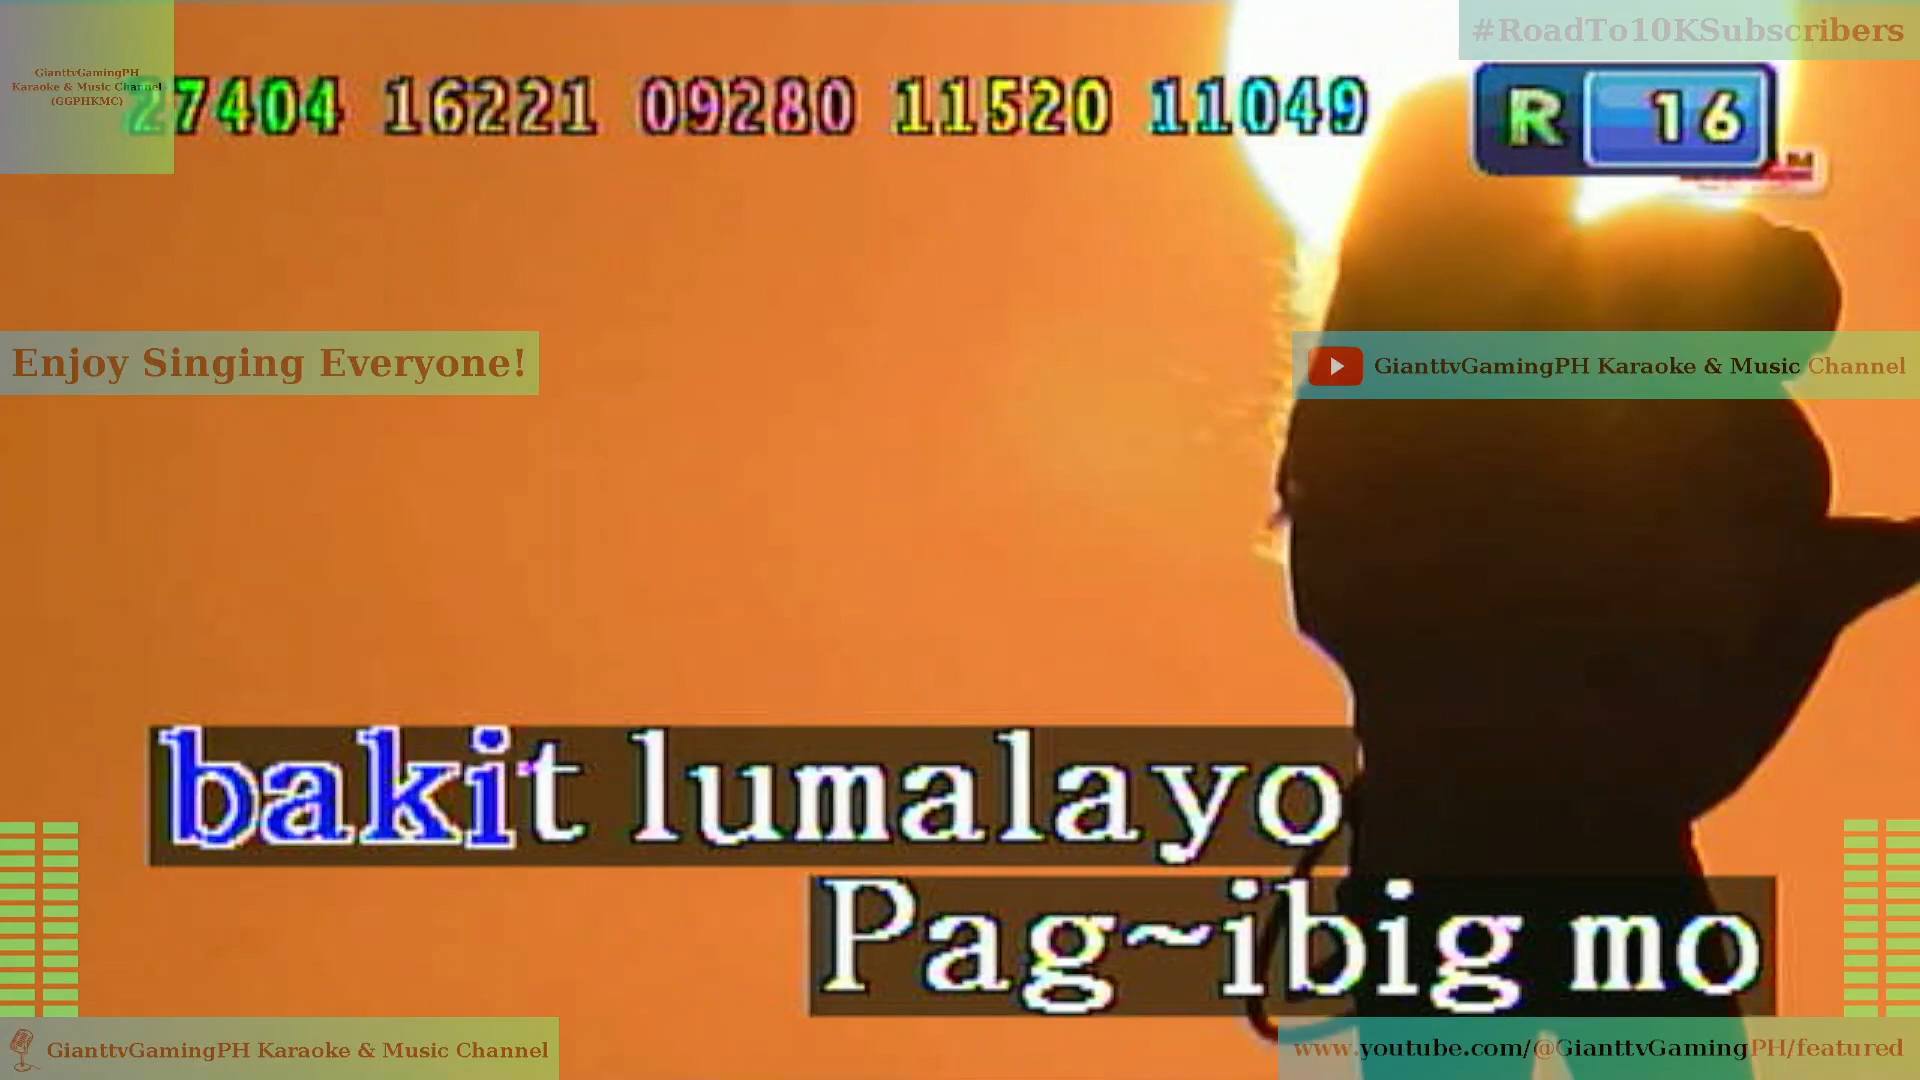 #RoadTo10KSubscribers
GianttvGamingPH
Karaoke & Music Channel
(GGPHKMC)
27404 16221 09280 11520 11049
R 16
Enjoy Singing Everyone!
GianttvGamingPH Karaoke & Music Channel
bakit lumalayo
Pag~ibig mo
GianttvGamingPH Karaoke & Music Channel
www.youtube.com/@GianttvGamingPH/featured